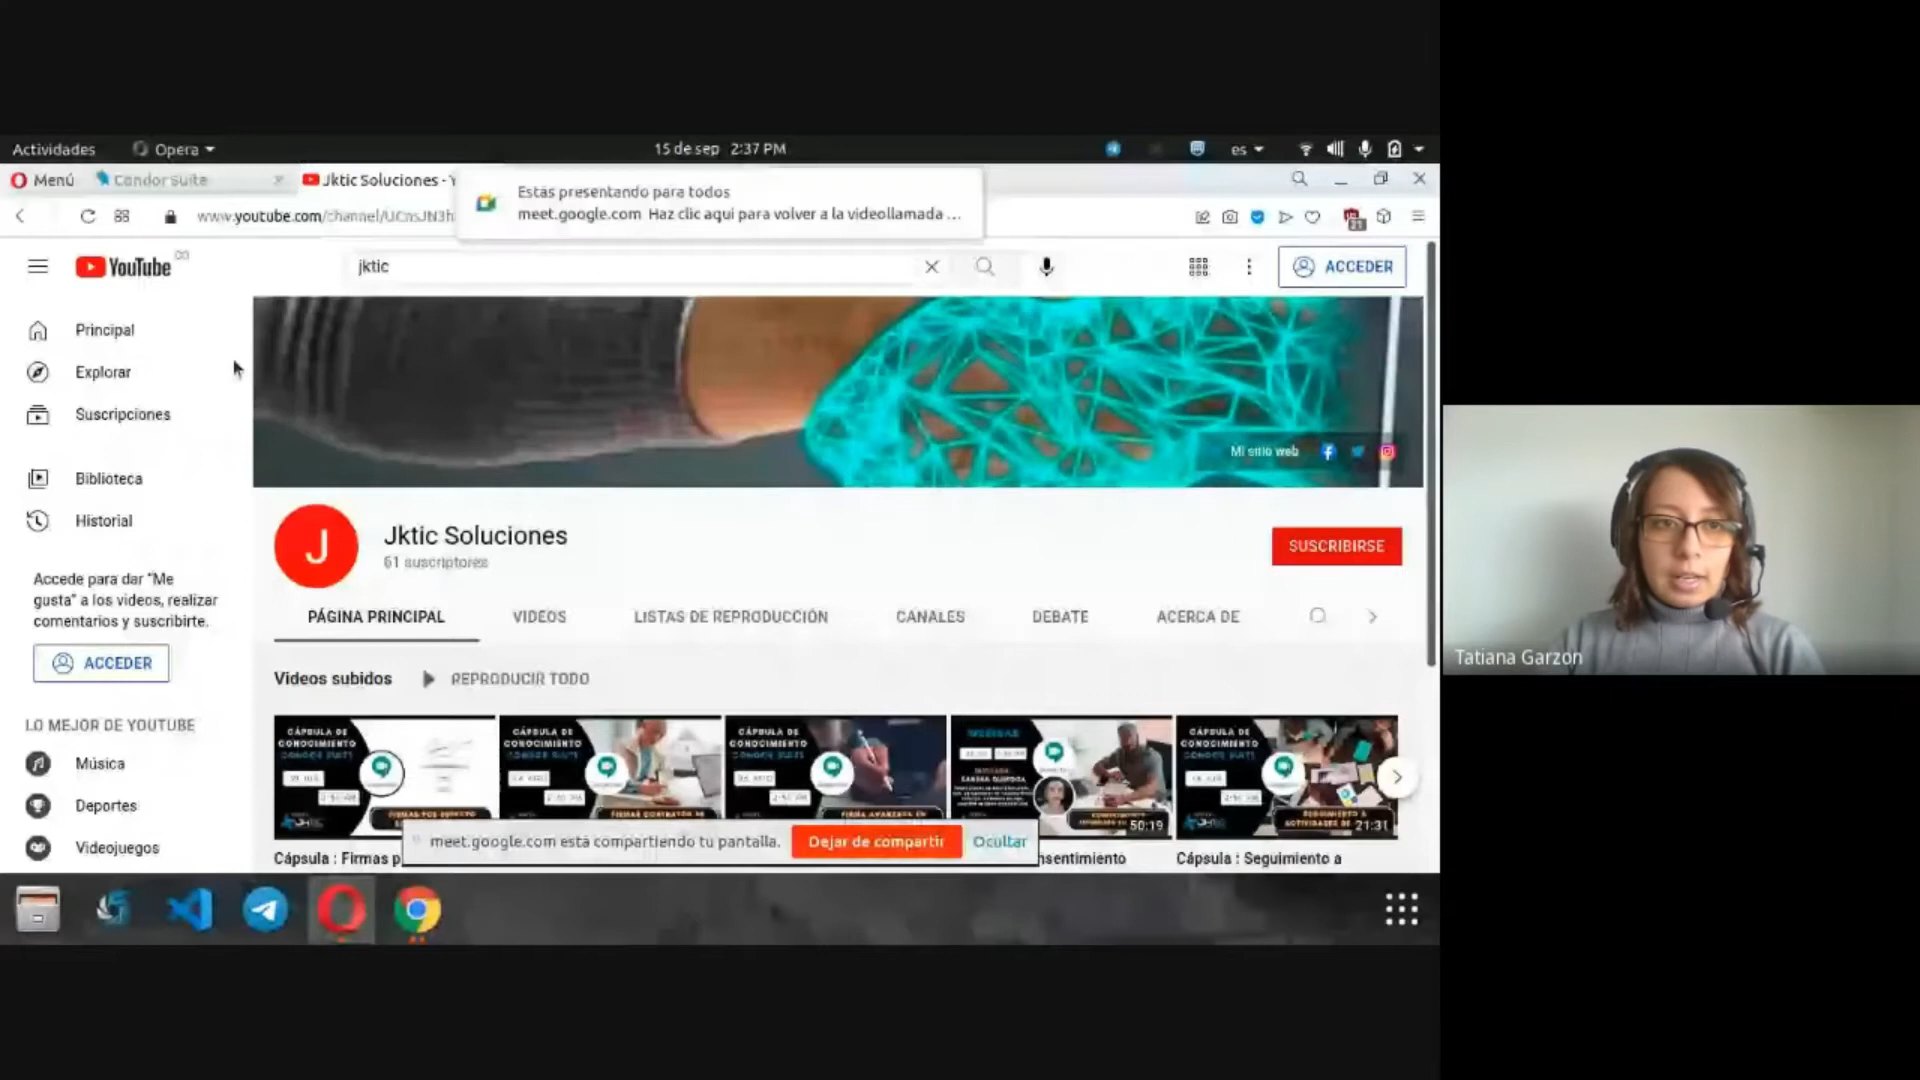 Actividades
Opera
15 de sep 2:37 PM
es
Menú
Condor Suite
Jktic Soluciones - Y
Estás presentando para todos
meet.google.com Haz clic aquí para volver a la videollamada ...
www.youtube.com/channel/UCnsJN3h
YouTube
CO
jktic
ACCEDER
Principal
Explorar
Suscripciones
Biblioteca
Historial
Accede para dar "Me
gusta" a los videos, realizar
comentarios y suscribirte.
ACCEDER
LO MEJOR DE YOUTUBE
Música
Deportes
Videojuegos
Mi sitio web
J
Jktic Soluciones
61 suscriptores
SUSCRIBIRSE
PÁGINA PRINCIPAL
VIDEOS
LISTAS DE REPRODUCCIÓN
CANALES
DEBATE
ACERCA DE
Videos subidos
REPRODUCIR TODO
CÁPSULA DE
CONOCIMIENTO
CÁPSULA DE
CONOCIMIENTO
CÁPSULA DE
CONOCIMIENTO
WEBINAR
50:19
CÁPSULA DE
CONOCIMIENTO
SEGUIMIENTO A
ACTIVIDADES DE
21:31
Cápsula : Firmas p
nsentimiento
Cápsula : Seguimiento a
meet.google.com está compartiendo tu pantalla.
Dejar de compartir
Ocultar
Tatiana Garzon